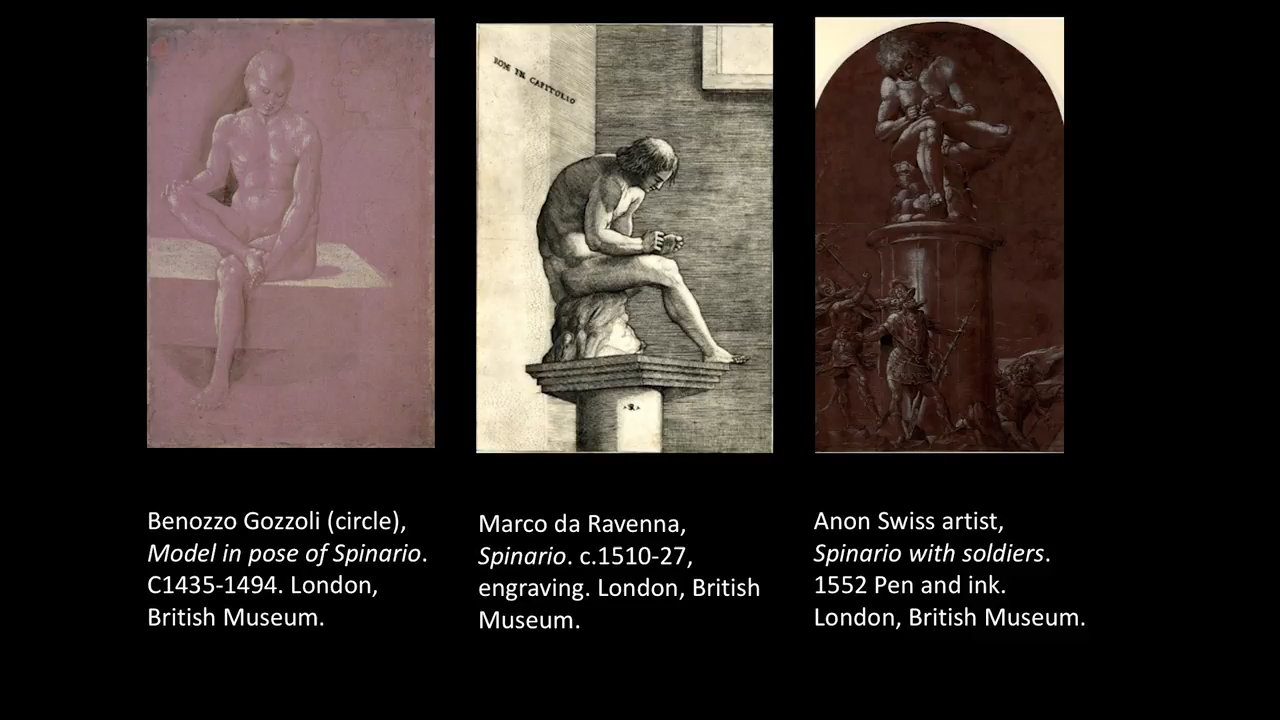 ROME IN CAPITOLIO
Benozzo Gozzoli (circle),
Model in pose of Spinario.
C1435-1494. London,
British Museum.
Marco da Ravenna,
Spinario. c.1510-27,
engraving. London, British
Museum.
Anon Swiss artist,
Spinario with soldiers.
1552 Pen and ink.
London, British Museum.